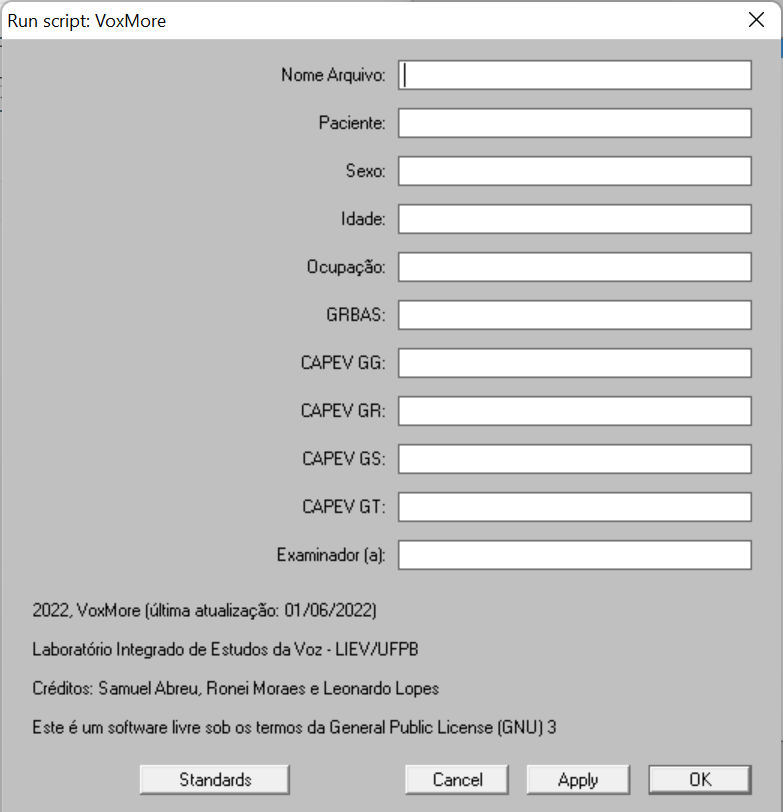 Run script: VoxMore
Nome Arquivo:
Paciente:
Sexo:
Idade:
Ocupação:
GRBAS:
CAPEV GG:
CAPEV GR:
CAPEV GS:
CAPEV GT:
Examinador (a):
2022, VoxMore (última atualização: 01/06/2022)
Laboratório Integrado de Estudos da Voz - LIEV/UFPB
Créditos: Samuel Abreu, Ronei Moraes e Leonardo Lopes
Este é um software livre sob os termos da General Public License (GNU) 3
Standards Cancel Apply OK